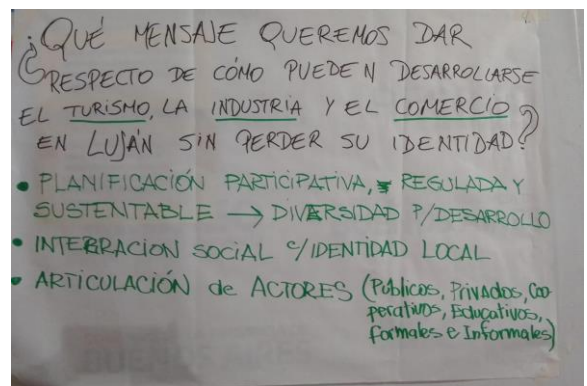 ¿QUÉ MENSAJE QUEREMOS DAR
RESPECTO DE CÓMO PUEDEN DESARROLLARSE
EL TURISMO, LA INDUSTRIA Y EL COMERCIO
EN LUJÁN SIN PERDER SU IDENTIDAD?
• PLANIFICACIÓN PARTICIPATIVA, REGULADA Y
SUSTENTABLE → DIVERSIDAD P/DESARROLLO
• INTEGRACION SOCIAL C/IDENTIDAD LOCAL
• ARTICULACIÓN de ACTORES (Públicos, Privados, Coo
perativos, Educativos,
formales e Informales)